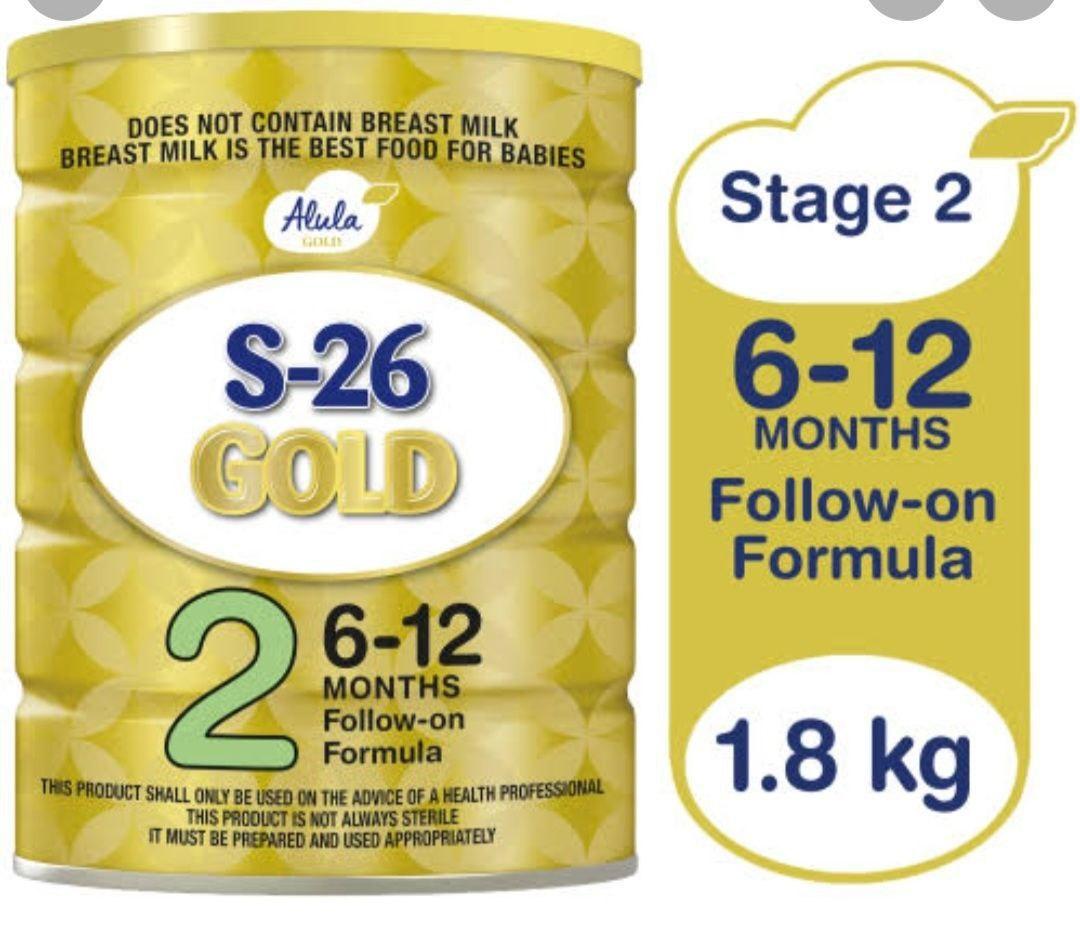 DOES NOT CONTAIN BREAST MILK
BREAST MILK IS THE BEST FOOD FOR BABIES
Alula
GOLD
S-26
GOLD
2
6-12
MONTHS
Follow-on
Formula
THIS PRODUCT SHALL ONLY BE USED ON THE ADVICE OF A HEALTH PROFESSIONAL
THIS PRODUCT IS NOT ALWAYS STERILE
IT MUST BE PREPARED AND USED APPROPRIATELY
Stage 2
6-12
MONTHS
Follow-on
Formula
1.8 kg